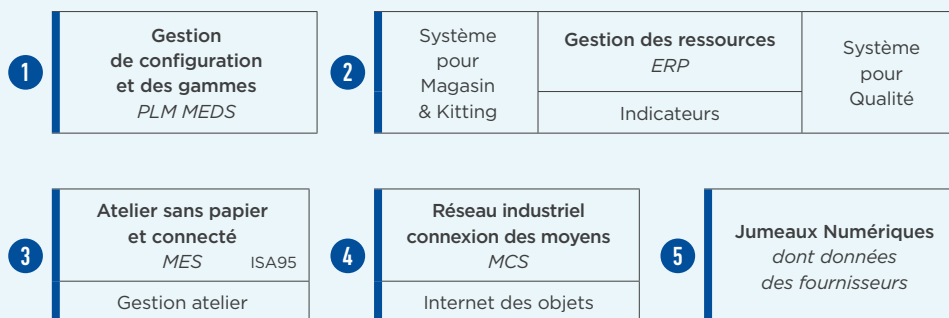 1
Gestion
de configuration
et des gammes
PLM MEDS
2
Système
pour
Magasin
& Kitting
Gestion des ressources
ERP
Indicateurs
Système
pour
Qualité
3
Atelier sans papier
et connecté
MES ISA95
Gestion atelier
4
Réseau industriel
connexion des moyens
MCS
Internet des objets
5
Jumeaux Numériques
dont données
des fournisseurs